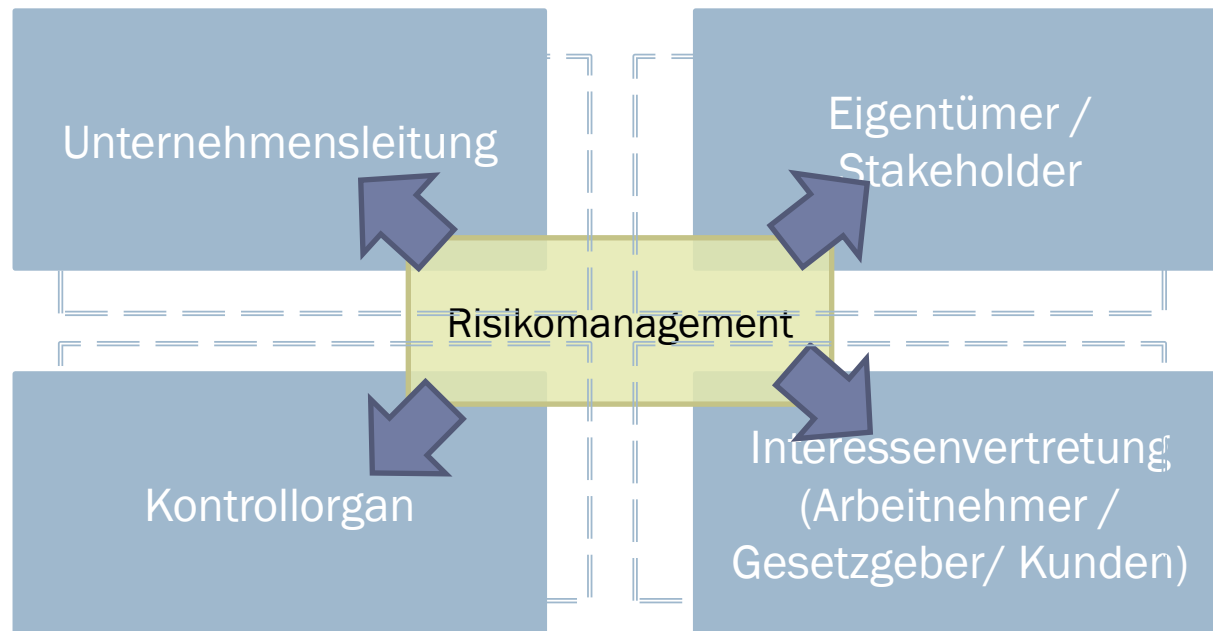 Unternehmensleitung
Eigentümer /
Stakeholder
Risikomanagement
Kontrollorgan
Interessenvertretung
(Arbeitnehmer /
Gesetzgeber/ Kunden)